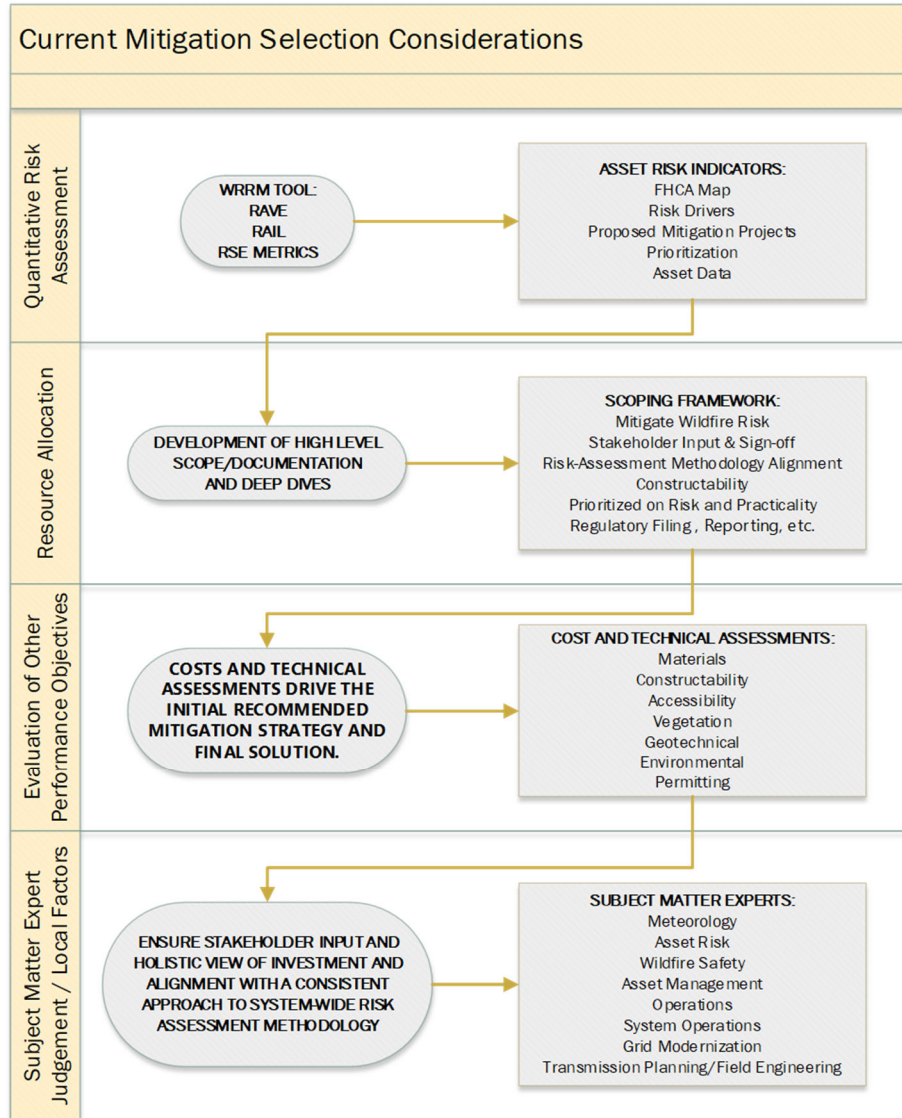 Current Mitigation Selection Considerations
Quantitative Risk
Assessment
WRRM TOOL:
RAVE
RAIL
RSE METRICS
ASSET RISK INDICATORS:
FHCA Map
Risk Drivers
Proposed Mitigation Projects
Prioritization
Asset Data
Resource Allocation
DEVELOPMENT OF HIGH LEVEL
SCOPE/DOCUMENTATION
AND DEEP DIVES
SCOPING FRAMEWORK:
Mitigate Wildfire Risk
Stakeholder Input & Sign-off
Risk-Assessment Methodology Alignment
Constructability
Prioritized on Risk and Practicality
Regulatory Filing , Reporting, etc.
Evaluation of Other
Performance Objectives
COSTS AND TECHNICAL
ASSESSMENTS DRIVE THE
INITIAL RECOMMENDED
MITIGATION STRATEGY AND
FINAL SOLUTION.
COST AND TECHNICAL ASSESSMENTS:
Materials
Constructability
Accessibility
Vegetation
Geotechnical
Environmental
Permitting
Subject Matter Expert
Judgement / Local Factors
ENSURE STAKEHOLDER INPUT AND
HOLISTIC VIEW OF INVESTMENT AND
ALIGNMENT WITH A CONSISTENT
APPROACH TO SYSTEM-WIDE RISK
ASSESSMENT METHODOLOGY
SUBJECT MATTER EXPERTS:
Meteorology
Asset Risk
Wildfire Safety
Asset Management
Operations
System Operations
Grid Modernization
Transmission Planning/Field Engineering